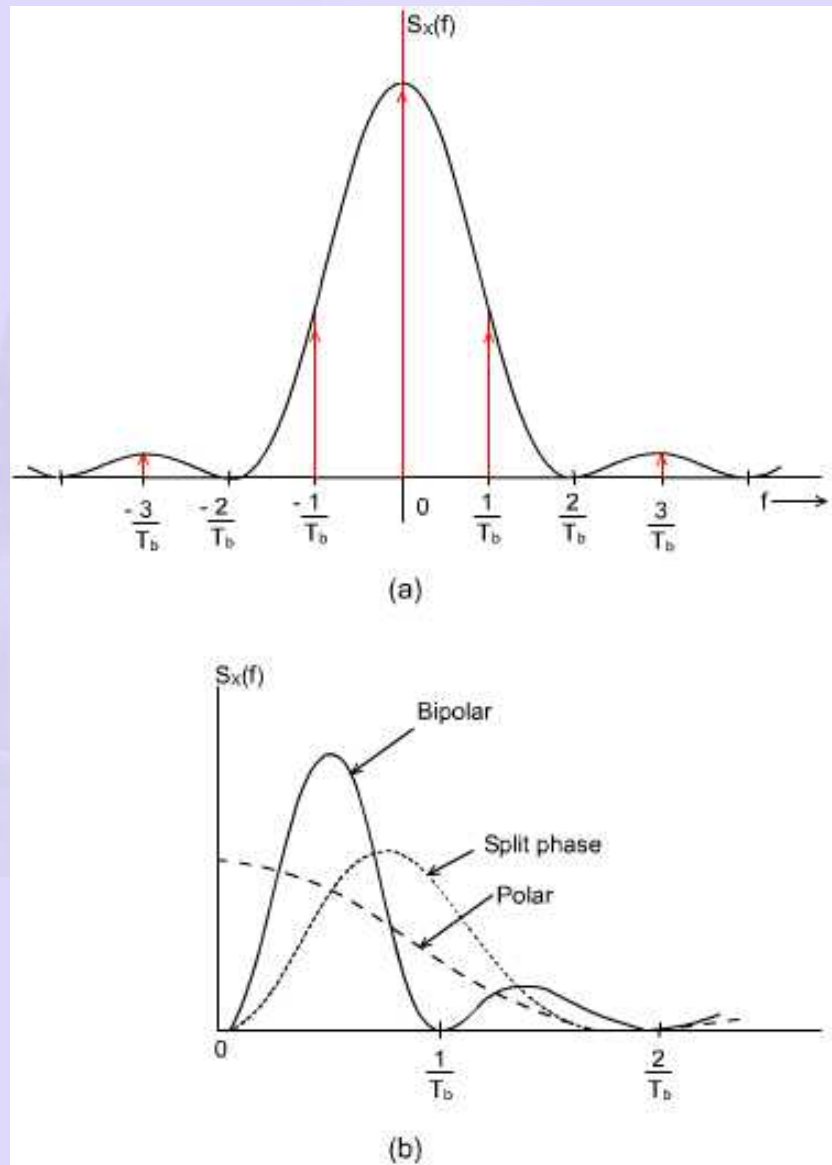 Sx(f)
- 3/Tb - 2/Tb - 1/Tb 0 1/Tb 2/Tb 3/Tb f
(a)
Sx(f)
Bipolar
Split phase
Polar
0 1/Tb 2/Tb
(b)